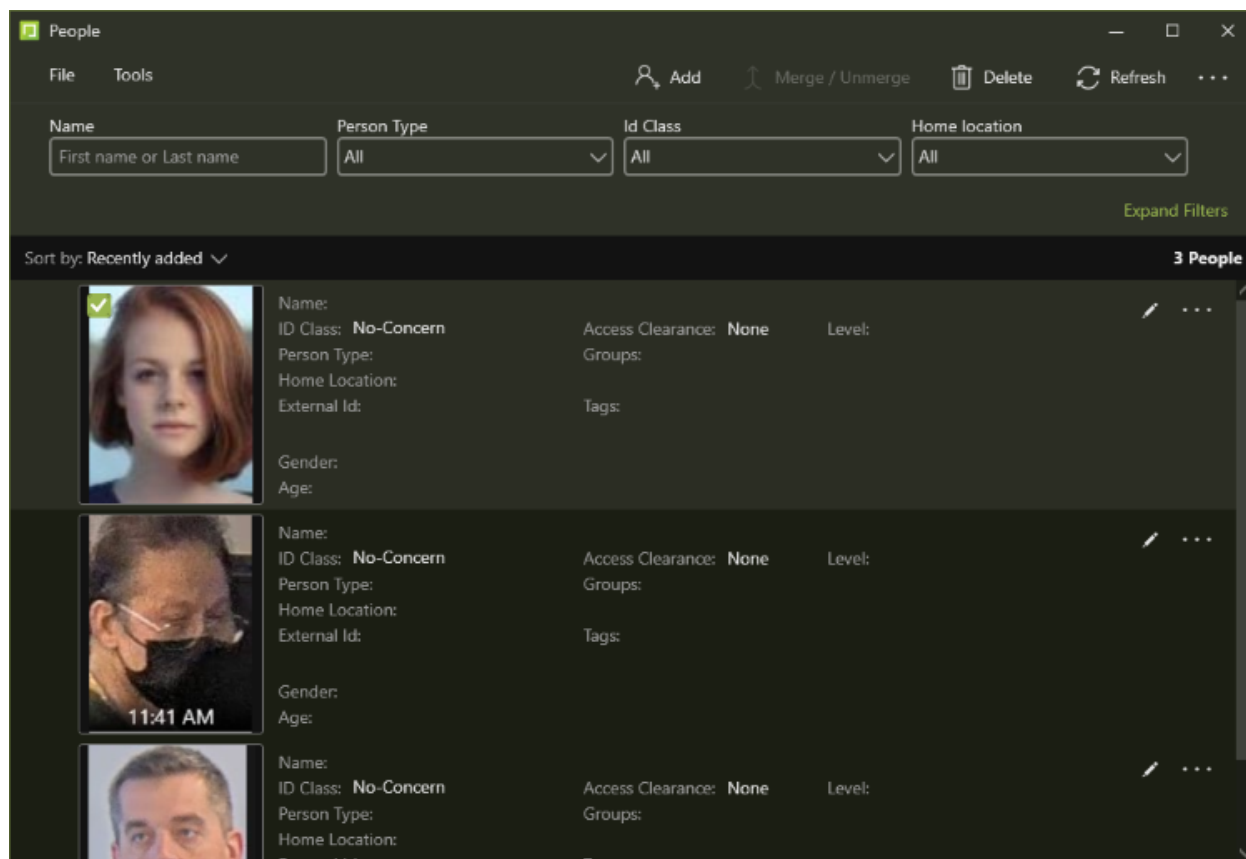 People
File Tools Add Merge / Unmerge Delete Refresh
Name Person Type Id Class Home location
First name or Last name All All All
Expand Filters
Sort by: Recently added 3 People
Name:
ID Class: No-Concern Access Clearance: None Level:
Person Type: Groups:
Home Location:
External Id: Tags:
Gender:
Age:
Name:
ID Class: No-Concern Access Clearance: None Level:
Person Type: Groups:
Home Location:
External Id: Tags:
Gender:
11:41 AM Age:
Name:
ID Class: No-Concern Access Clearance: None Level:
Person Type: Groups:
Home Location: